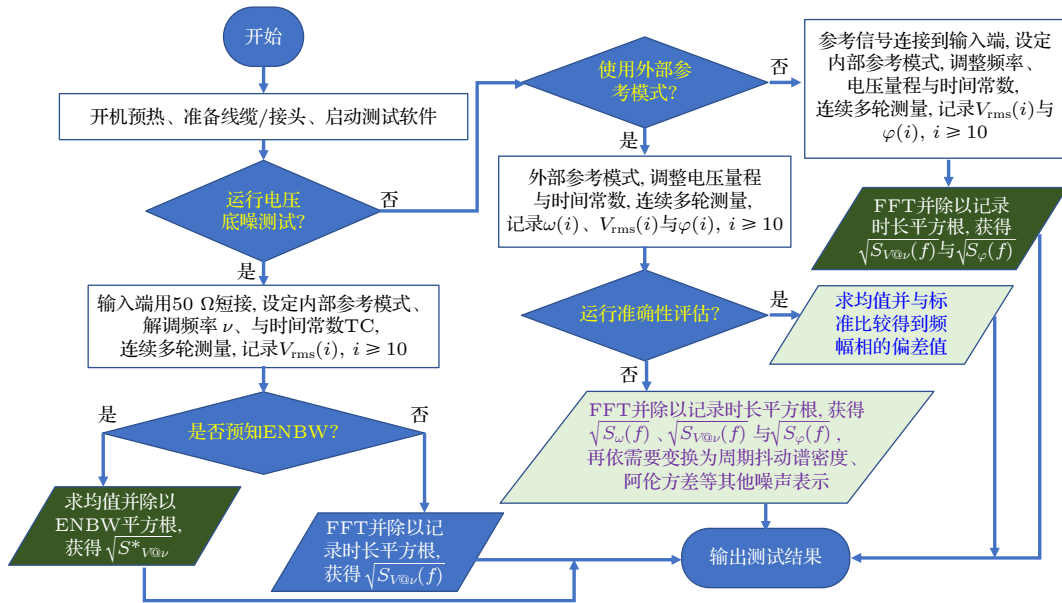 开始
开机预热、准备线缆/接头、启动测试软件
运行电压
底噪测试?
否
是
输入端用50 Ω短接, 设定内部参考模式、
解调频率 ν、与时间常数TC,
连续多轮测量, 记录V_rms(i), i ⩾ 10
是否预知ENBW?
是
否
求均值并除以
ENBW平方根,
获得 √S*_V@ν
FFT并除以记
录时长平方根,
获得 √S_V@ν(f)
使用外部参
考模式?
否
是
参考信号连接到输入端, 设定
内部参考模式, 调整频率、
电压量程与时间常数,
连续多轮测量, 记录V_rms(i)与
φ(i), i ⩾ 10
FFT并除以记录
时长平方根, 获得
√S_V@ν(f)与√S_φ(f)
外部参考模式, 调整电压量程
与时间常数, 连续多轮测量,
记录ω(i)、V_rms(i)与φ(i), i ⩾ 10
运行准确性评估?
是
否
求均值并与标
准比较得到频
幅相的偏差值
FFT并除以记录时长平方根, 获得
√S_ω(f)、√S_V@ν(f) 与√S_φ(f) ,
再依需要变换为周期抖动谱密度、
阿伦方差等其他噪声表示
输出测试结果